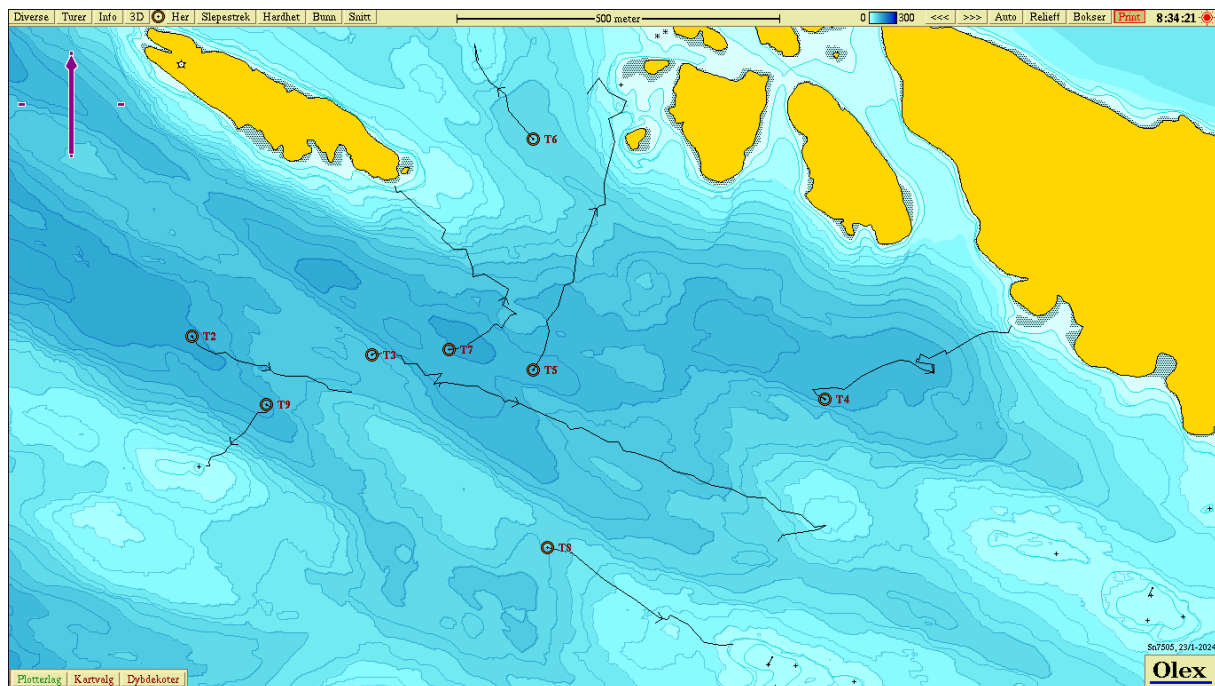 Diverse Turer Info 3D Her Slepestrek Hardhet Bunn Snitt 500 meter 0 300 <<< >>> Auto Relieff Bokser Print 8:34:21
T6
T2
T7
T3
T5
T4
T9
T8
Sn7505, 23/1-2024
Olex
Plotterlag Kartvalg Dybdekoter